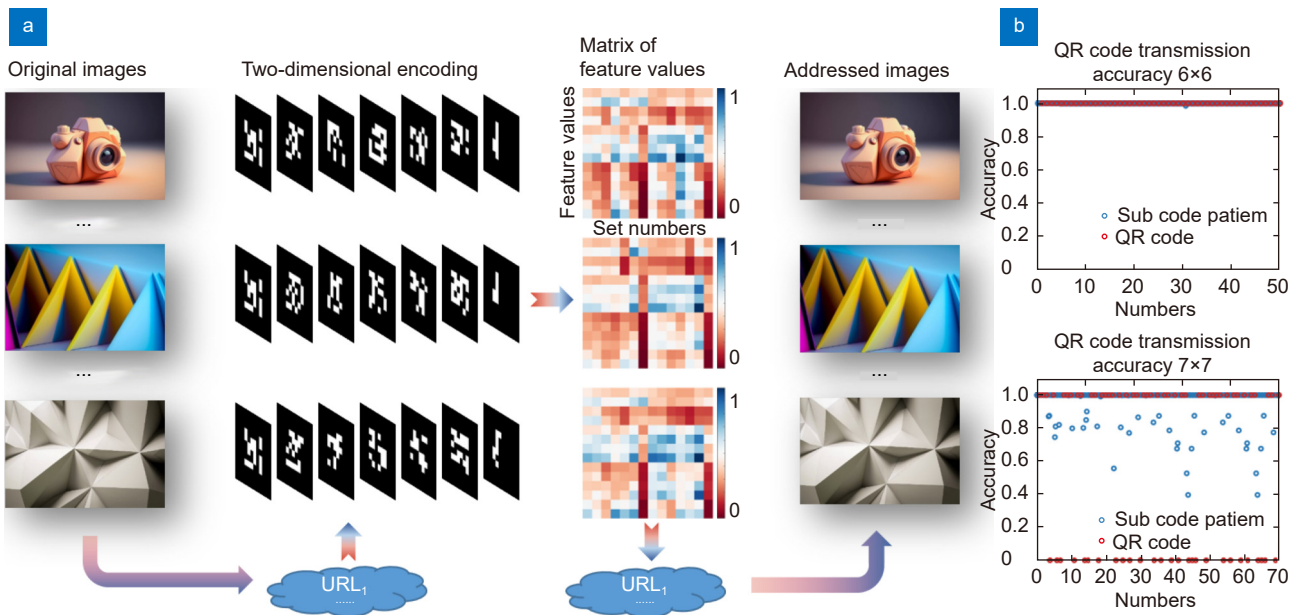 a
Original images
Two-dimensional encoding
Matrix of
feature values
Addressed images
...
...
Feature values
1
0
Set numbers
1
0
1
0
URL1
......
URL1
......
b
QR code transmission
accuracy 6×6
Accuracy
1.0
0.8
0.6
0.4
0.2
0
Sub code patiem
QR code
0 10 20 30 40 50
Numbers
QR code transmission
accuracy 7×7
Accuracy
1.0
0.8
0.6
0.4
0.2
0
Sub code patiem
QR code
0 10 20 30 40 50 60 70
Numbers
...
...